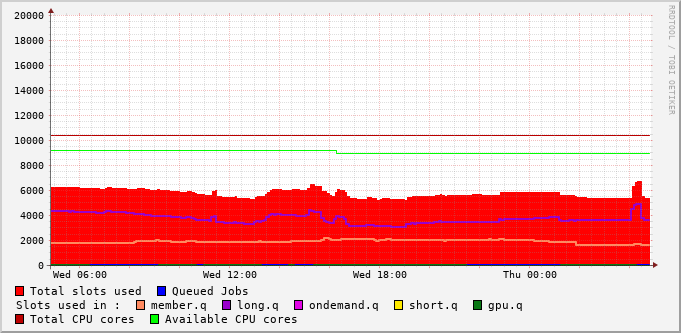 RRDTOOL / TOBI OETIKER
20000
18000
16000
14000
12000
10000
8000
6000
4000
2000
0
Wed 06:00 Wed 12:00 Wed 18:00 Thu 00:00
Total slots used Queued Jobs
Slots used in : member.q long.q ondemand.q short.q gpu.q
Total CPU cores Available CPU cores